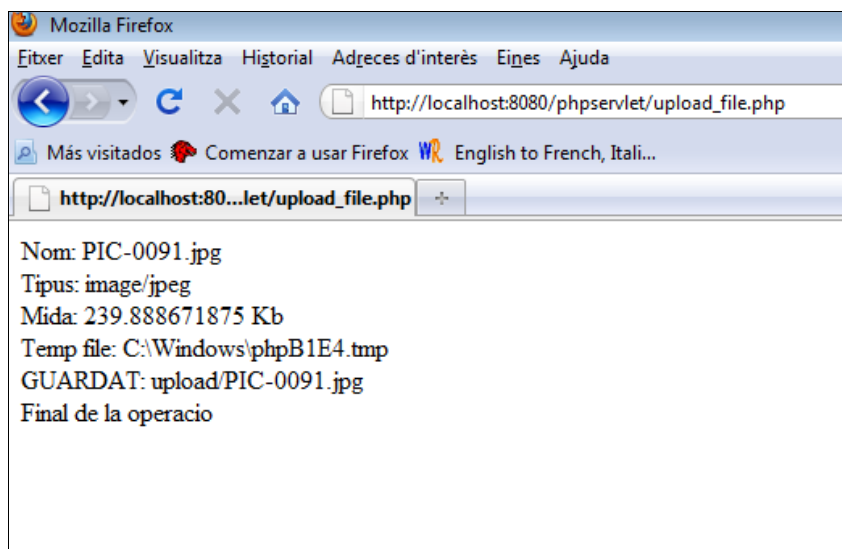 Mozilla Firefox
Fitxer Edita Visualitza Historial Adreces d'interès Eines Ajuda
http://localhost:8080/phpservlet/upload_file.php
Más visitados Comenzar a usar Firefox WR English to French, Itali...
http://localhost:80...let/upload_file.php
Nom: PIC-0091.jpg
Tipus: image/jpeg
Mida: 239.888671875 Kb
Temp file: C:\Windows\phpB1E4.tmp
GUARDAT: upload/PIC-0091.jpg
Final de la operacio